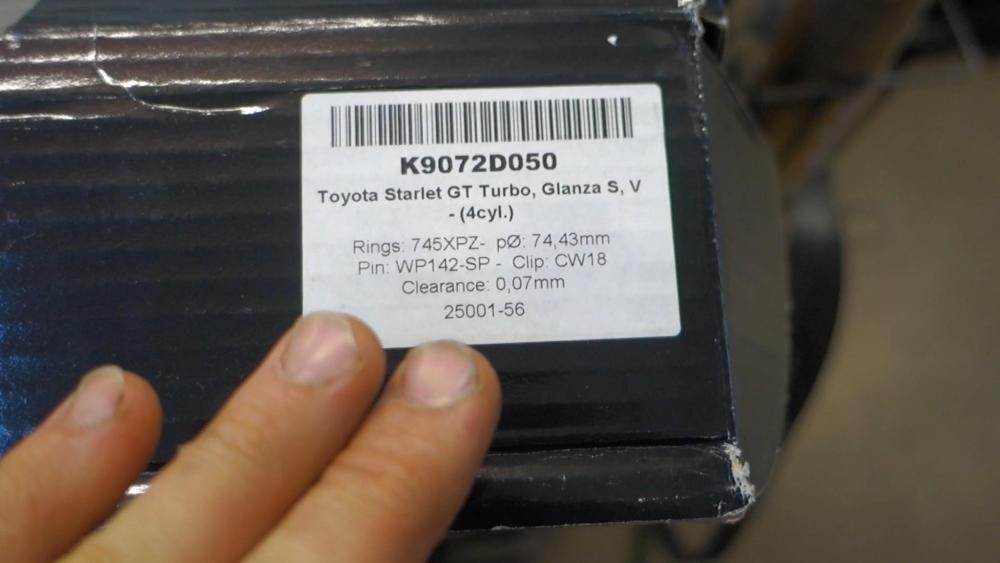 K9072D050
Toyota Starlet GT Turbo, Glanza S, V
- (4cyl.)
Rings: 745XPZ- pØ: 74,43mm
Pin: WP142-SP - Clip: CW18
Clearance: 0,07mm
25001-56